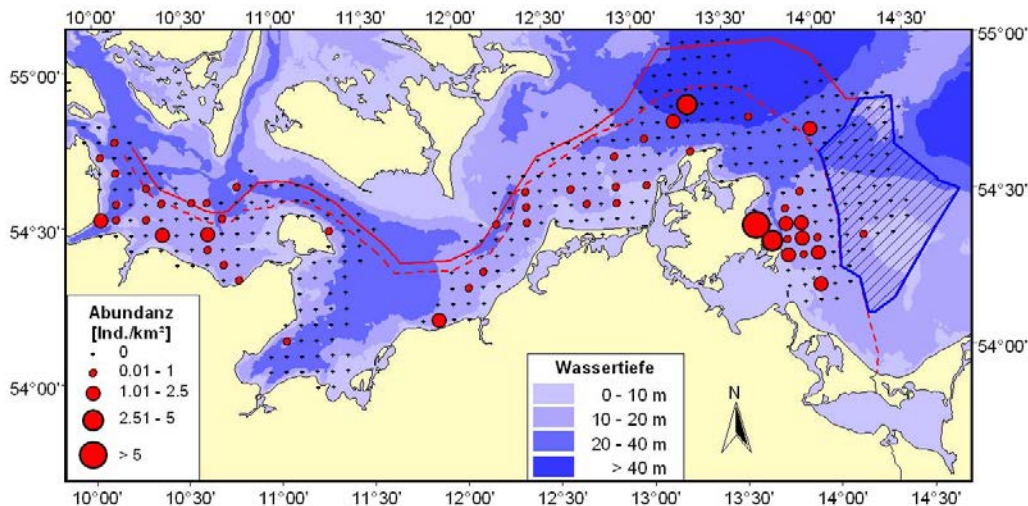 10°00' 10°30' 11°00' 11°30' 12°00' 12°30' 13°00' 13°30' 14°00' 14°30'
55°00' 55°00'
54°30' 54°30'
54°00' 54°00'
Abundanz
[Ind./km²]
0
0.01 - 1
1.01 - 2.5
2.51 - 5
> 5
Wassertiefe
0 - 10 m
10 - 20 m
20 - 40 m
> 40 m
N
10°00' 10°30' 11°00' 11°30' 12°00' 12°30' 13°00' 13°30' 14°00' 14°30'